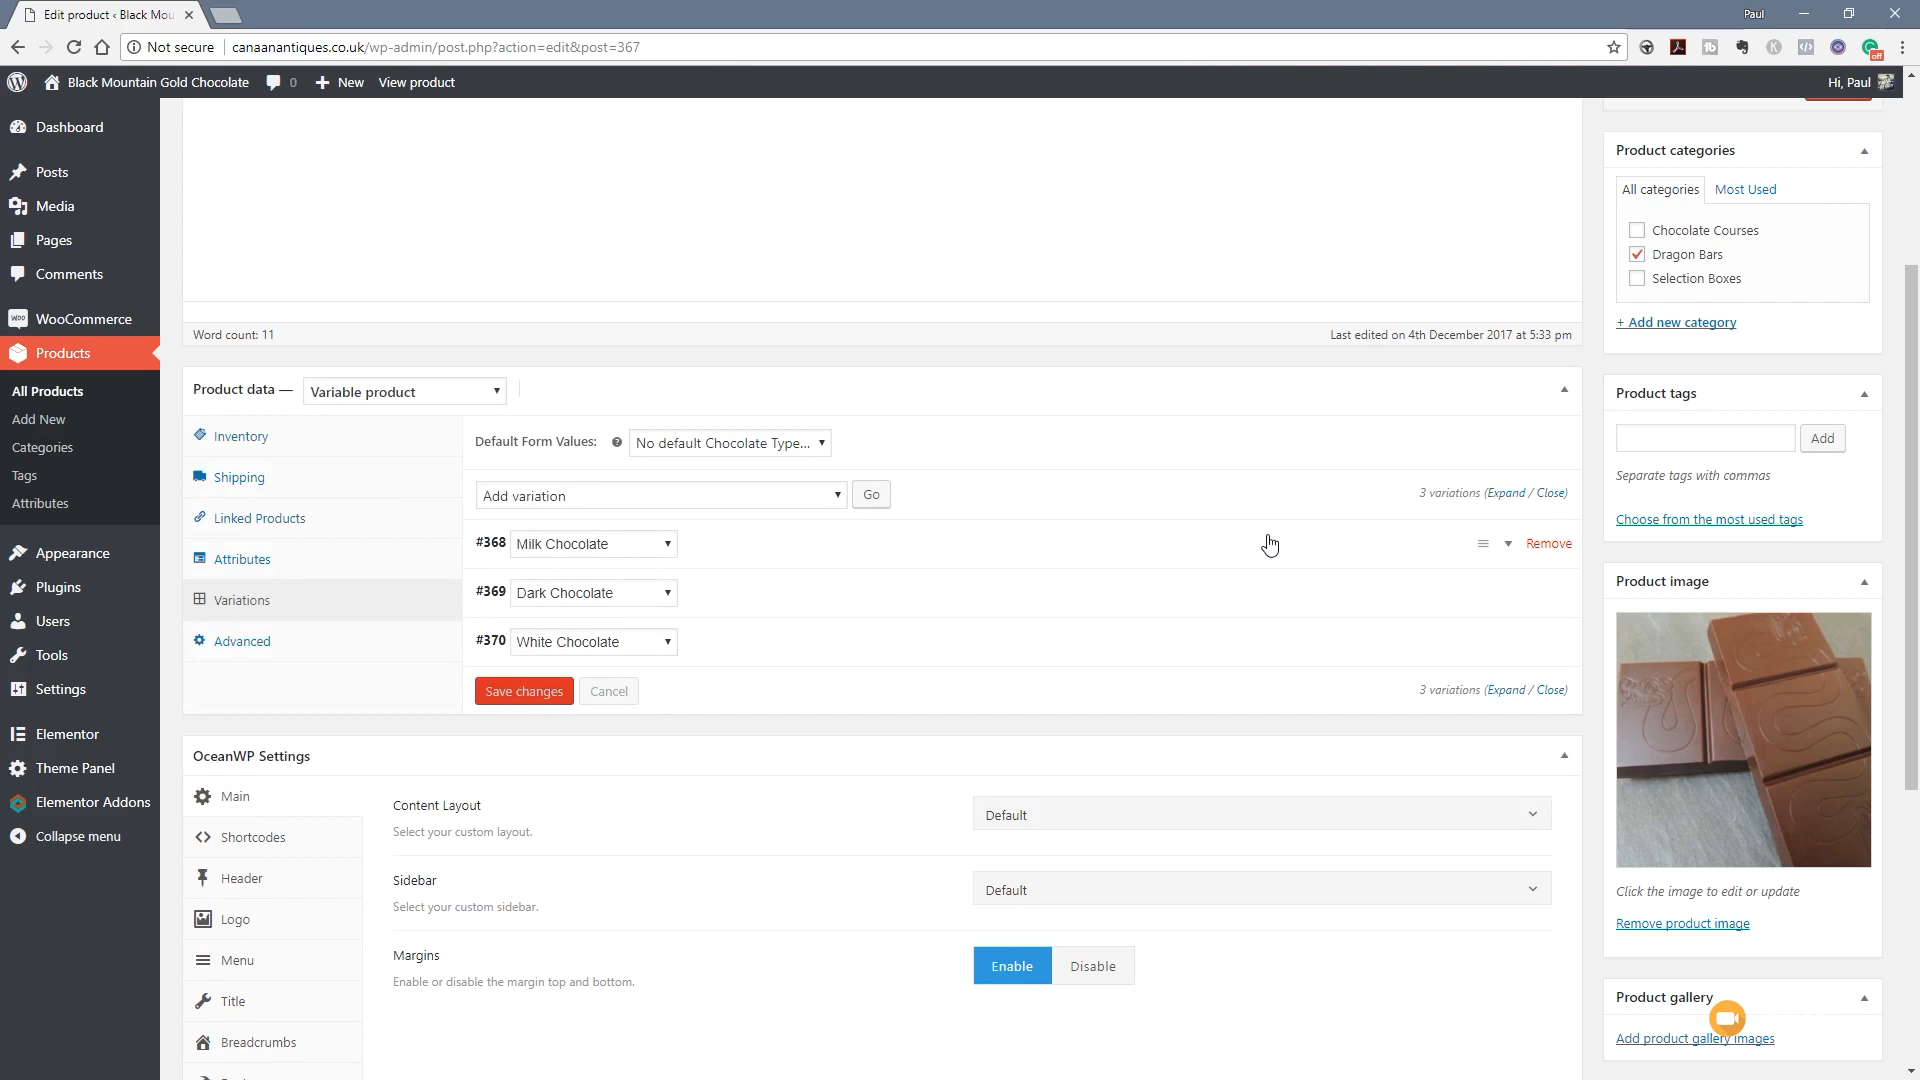 Edit product ‹ Black Mou
Paul
Not secure
canaanantiques.co.uk/wp-admin/post.php?action=edit&post=367
off
Black Mountain Gold Chocolate
0
New
View product
Hi, Paul
Dashboard
Posts
Media
Pages
Comments
WooCommerce
Products
All Products
Add New
Categories
Tags
Attributes
Appearance
Plugins
Users
Tools
Settings
Elementor
Theme Panel
Elementor Addons
Collapse menu
Word count: 11
Last edited on 4th December 2017 at 5:33 pm
Product data —
Variable product
Inventory
Shipping
Linked Products
Attributes
Variations
Advanced
Default Form Values:
No default Chocolate Type...
Add variation
Go
3 variations (Expand / Close)
#368 Milk Chocolate
Remove
#369 Dark Chocolate
#370 White Chocolate
Save changes
Cancel
3 variations (Expand / Close)
OceanWP Settings
Main
Shortcodes
Header
Logo
Menu
Title
Breadcrumbs
Content Layout
Select your custom layout.
Default
Sidebar
Select your custom sidebar.
Default
Margins
Enable or disable the margin top and bottom.
Enable
Disable
Product categories
All categories
Most Used
Chocolate Courses
Dragon Bars
Selection Boxes
+ Add new category
Product tags
Add
Separate tags with commas
Choose from the most used tags
Product image
Click the image to edit or update
Remove product image
Product gallery
Add product gallery images